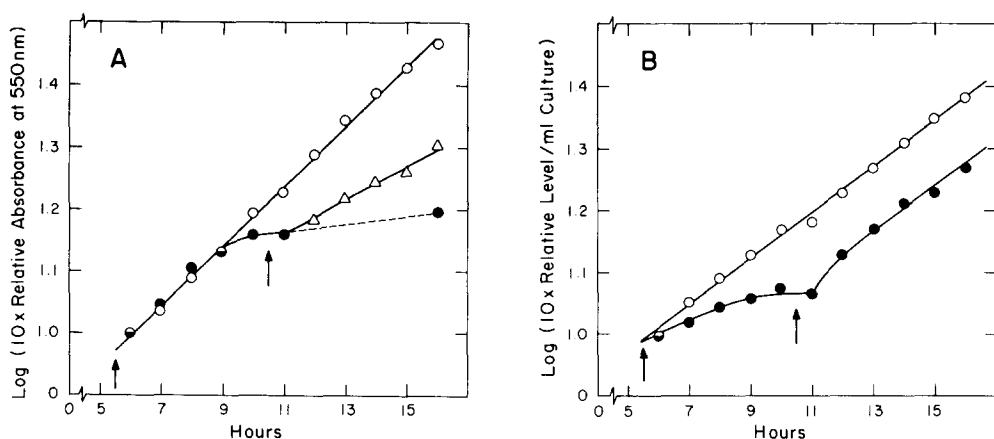 A
Log (10 x Relative Absorbance at 550nm)
1.4
1.3
1.2
1.1
1.0
0
0 5 7 9 11 13 15
Hours
B
Log (10 x Relative Level/ml Culture)
1.4
1.3
1.2
1.1
1.0
0
0 5 7 9 11 13 15
Hours